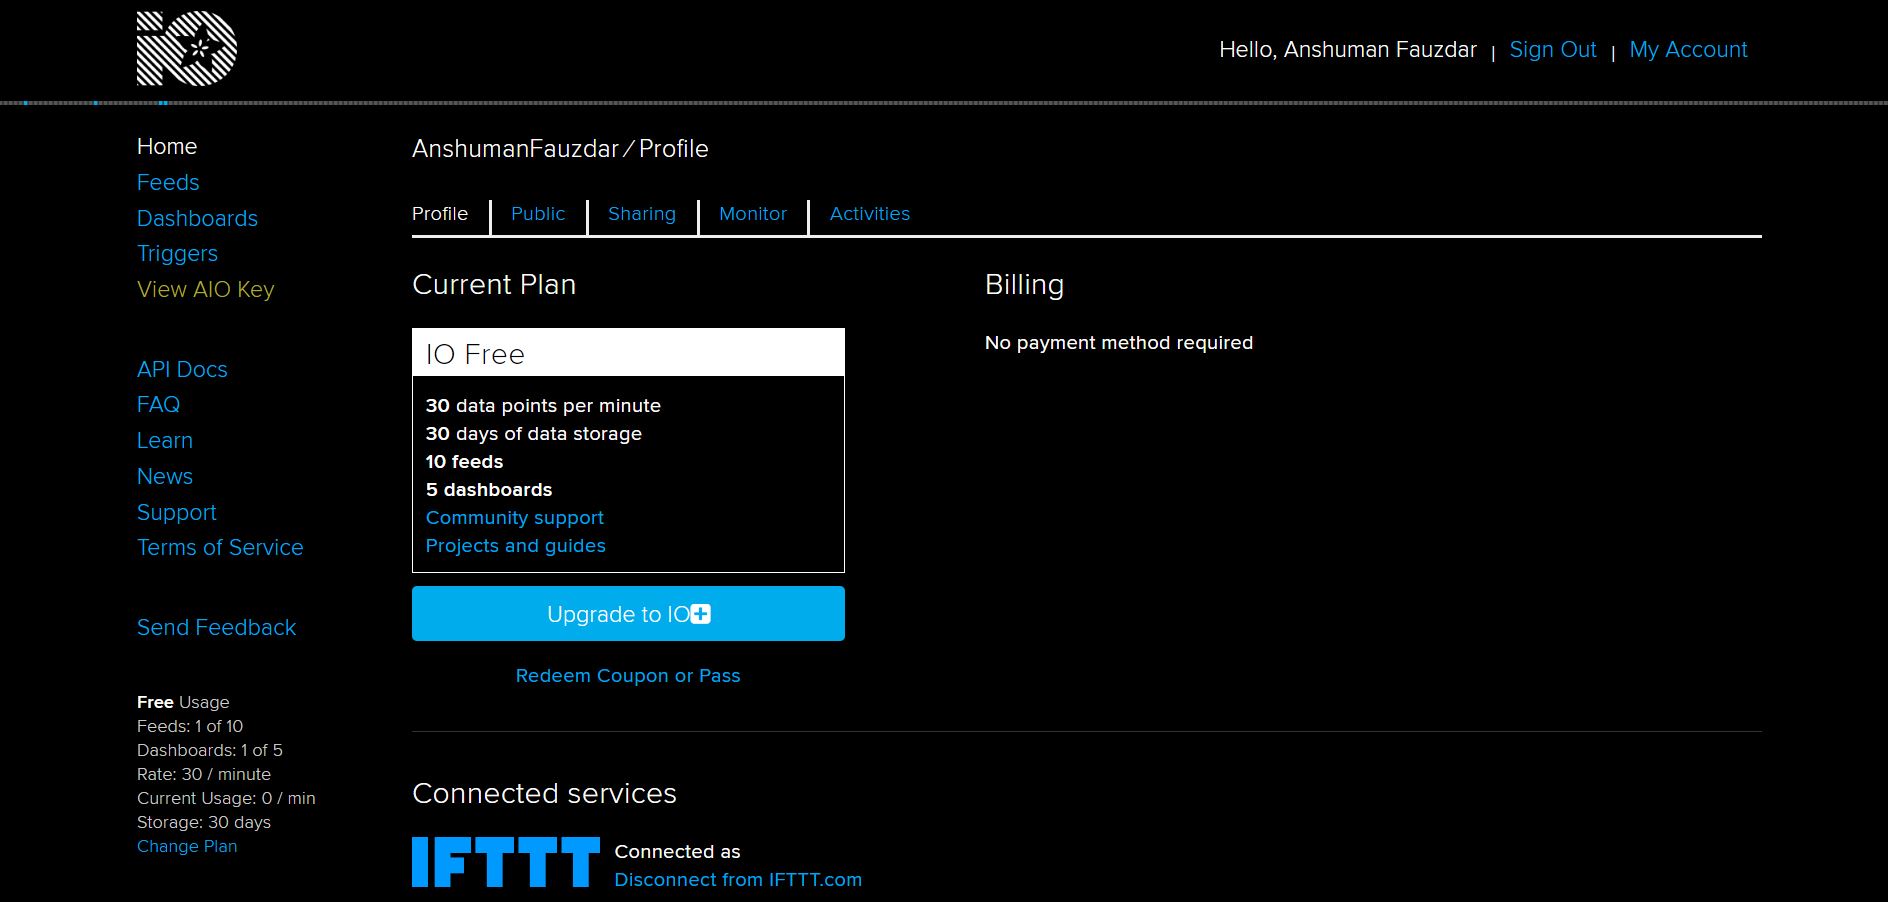 io
Hello, Anshuman Fauzdar | Sign Out | My Account
Home
Feeds
Dashboards
Triggers
View AIO Key
API Docs
FAQ
Learn
News
Support
Terms of Service
Send Feedback
Free Usage
Feeds: 1 of 10
Dashboards: 1 of 5
Rate: 30 / minute
Current Usage: 0 / min
Storage: 30 days
Change Plan
AnshumanFauzdar / Profile
Profile
Public
Sharing
Monitor
Activities
Current Plan
IO Free
30 data points per minute
30 days of data storage
10 feeds
5 dashboards
Community support
Projects and guides
Upgrade to IO+
Redeem Coupon or Pass
Billing
No payment method required
Connected services
IFTTT
Connected as
Disconnect from IFTTT.com